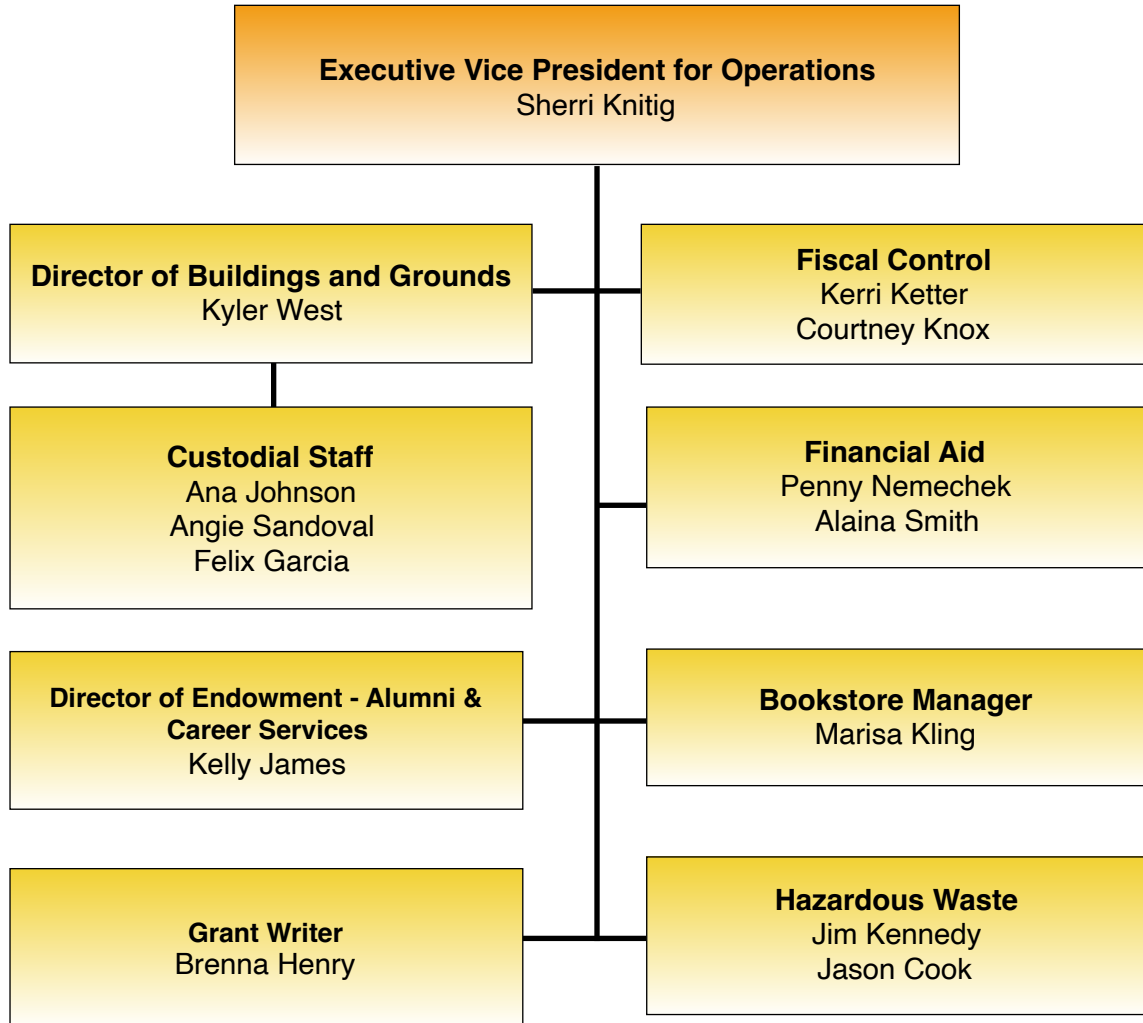 Executive Vice President for Operations
Sherri Knitig
Director of Buildings and Grounds
Kyler West
Fiscal Control
Kerri Ketter
Courtney Knox
Custodial Staff
Ana Johnson
Angie Sandoval
Felix Garcia
Financial Aid
Penny Nemechek
Alaina Smith
Director of Endowment - Alumni &
Career Services
Kelly James
Bookstore Manager
Marisa Kling
Grant Writer
Brenna Henry
Hazardous Waste
Jim Kennedy
Jason Cook